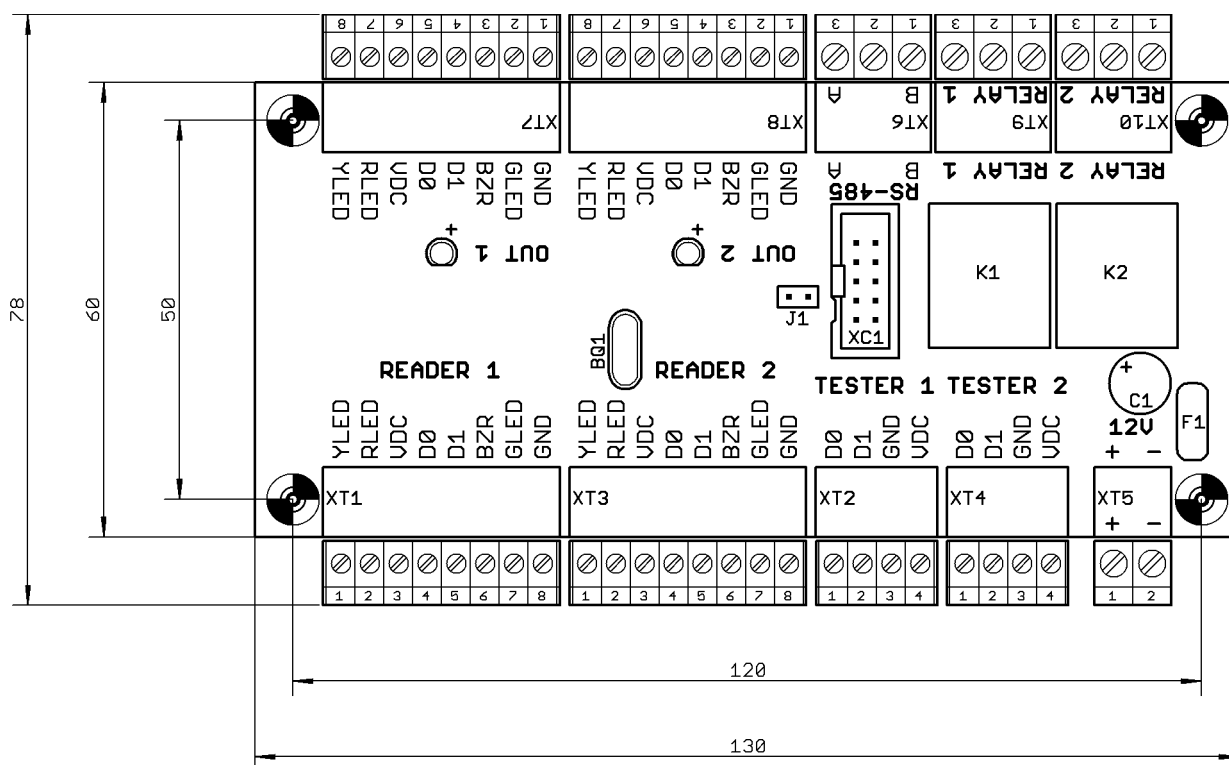 8 7 6 5 4 3 2 1
8 7 6 5 4 3 2 1
3 2 1
3 2 1
3 2 1
A B RELAY 1 RELAY 2
XT7 XT8 XT6 XT9 XT10
YLED RLED VDC D0 D1 BZR GLED GND
YLED RLED VDC D0 D1 BZR GLED GND
A B RELAY 1 RELAY 2
RS-485
+ OUT 1
+ OUT 2
K1 K2
J1
XC1
BQ1
78
60
50
READER 1 READER 2
TESTER 1 TESTER 2
+
C1
F1
12V
+ -
YLED RLED VDC D0 D1 BZR GLED GND
YLED RLED VDC D0 D1 BZR GLED GND
D0 D1 GND VDC
D0 D1 GND VDC
XT1 XT3 XT2 XT4 XT5
+ -
1 2 3 4 5 6 7 8
1 2 3 4 5 6 7 8
1 2 3 4
1 2 3 4
1 2
120
130